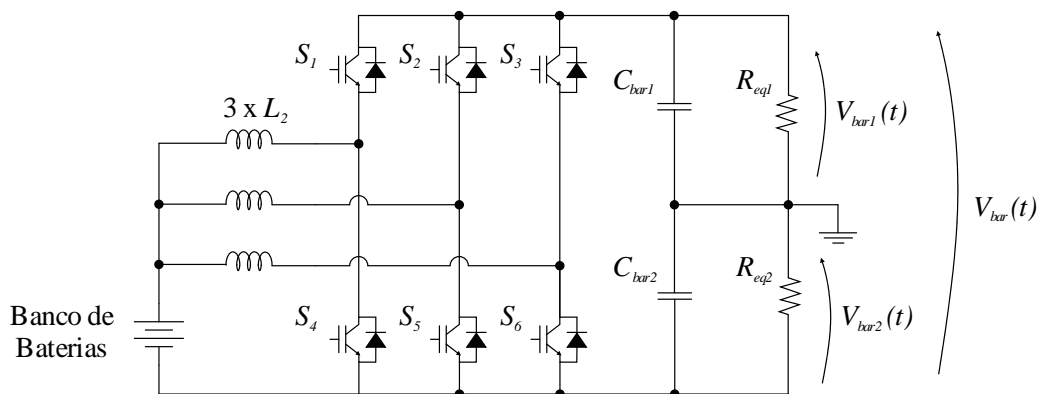 S1
S2
S3
Cbar1
Req1
Vbar1(t)
3 x L2
Vbar(t)
Cbar2
Req2
Vbar2(t)
S4
S5
S6
Banco de
Baterias